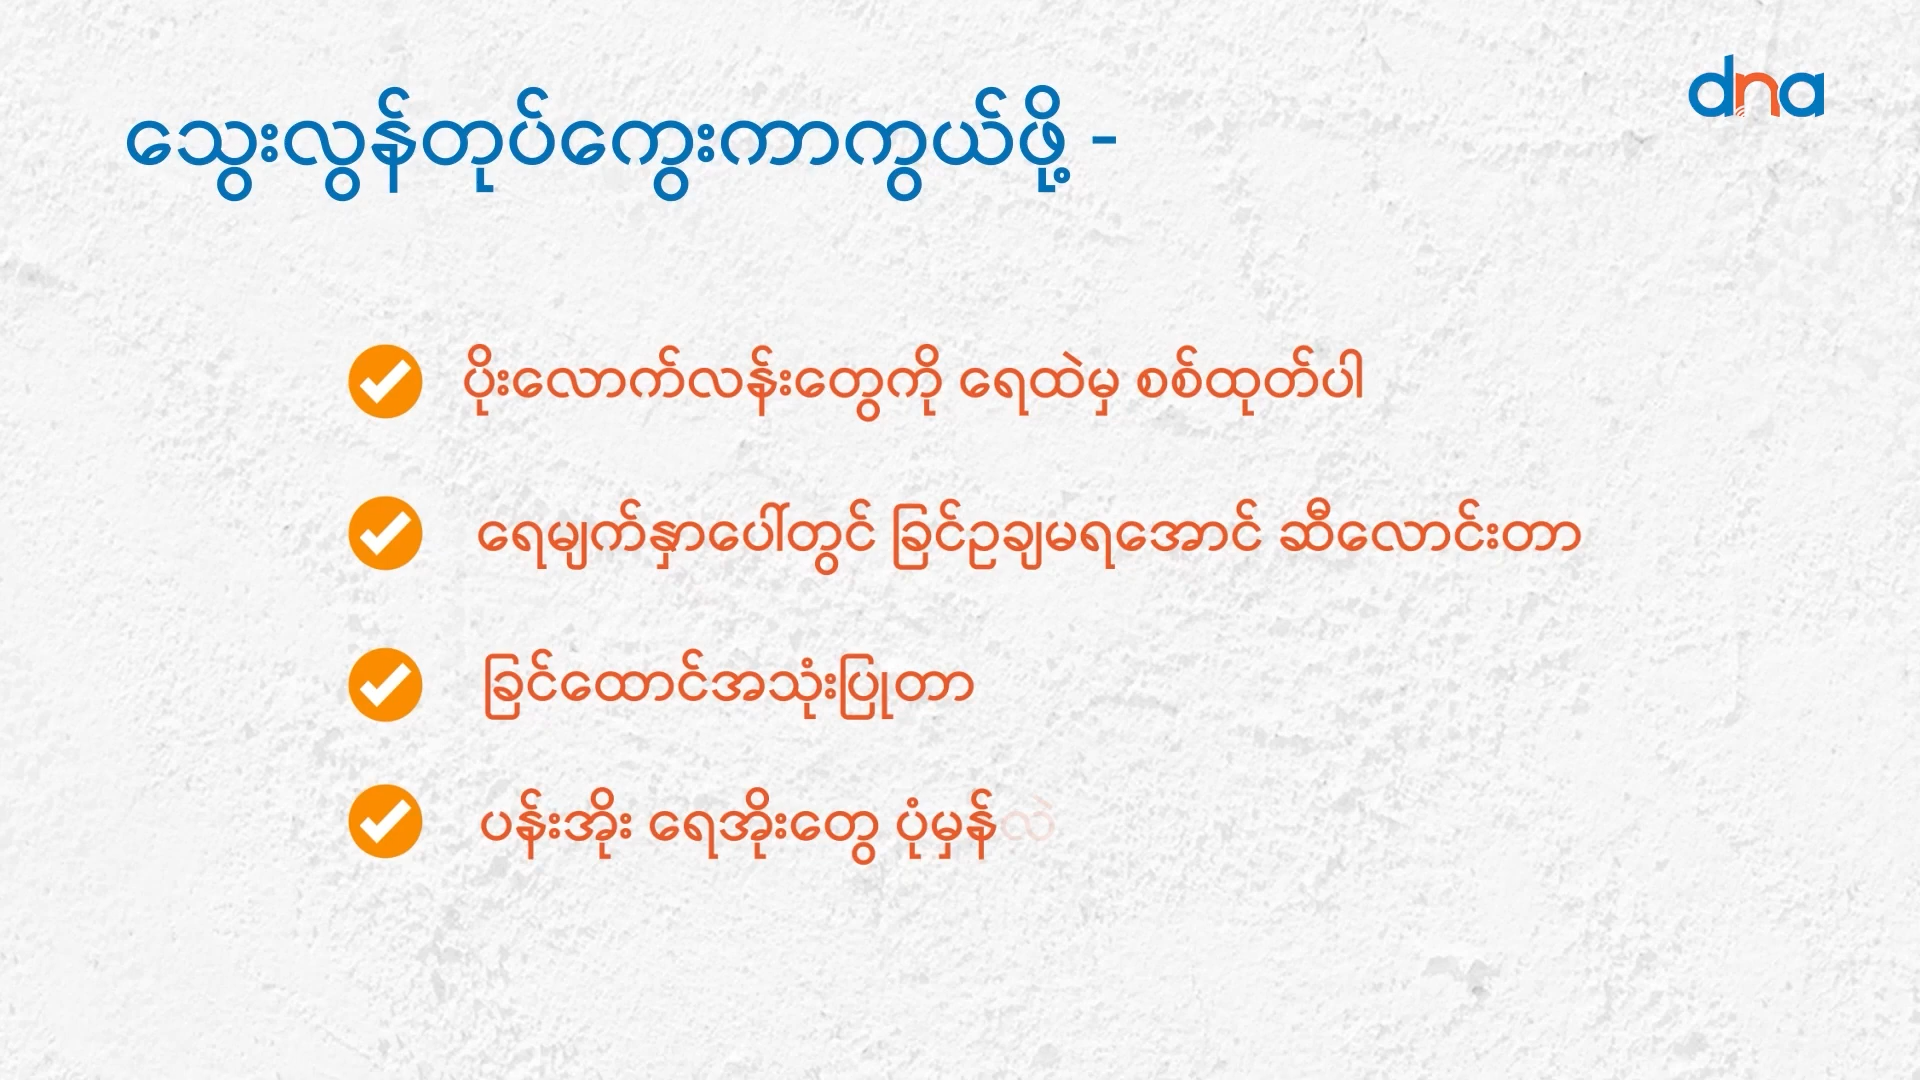 dna
သွေးလွန်တုပ်ကွေးကာကွယ်ဖို့ -
ပိုးလောက်လန်းတွေကို ရေထဲမှ စစ်ထုတ်ပါ
ရေမျက်နှာပေါ်တွင် ခြင်ဥချမရအောင် ဆီလောင်းတာ
ခြင်ထောင်အသုံးပြုတာ
ပန်းအိုး ရေအိုးတွေ ပုံမှန်လဲ